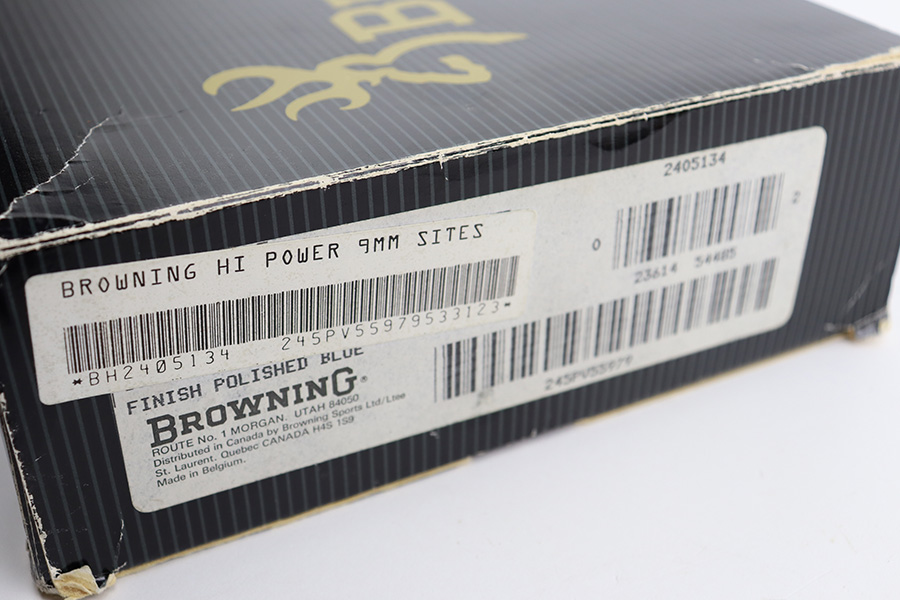 B
BROWNING HI POWER 9MM SITES
*BH2405134 245PV55979533123*
2405134
0
2
23614 54485
245PV55979
FINISH POLISHED BLUE
BROWNING®
ROUTE No. 1 MORGAN, UTAH 84050
Distributed in Canada by Browning Sports Ltd/Ltee
St. Laurent, Quebec CANADA H4S 1S9
Made in Belgium.